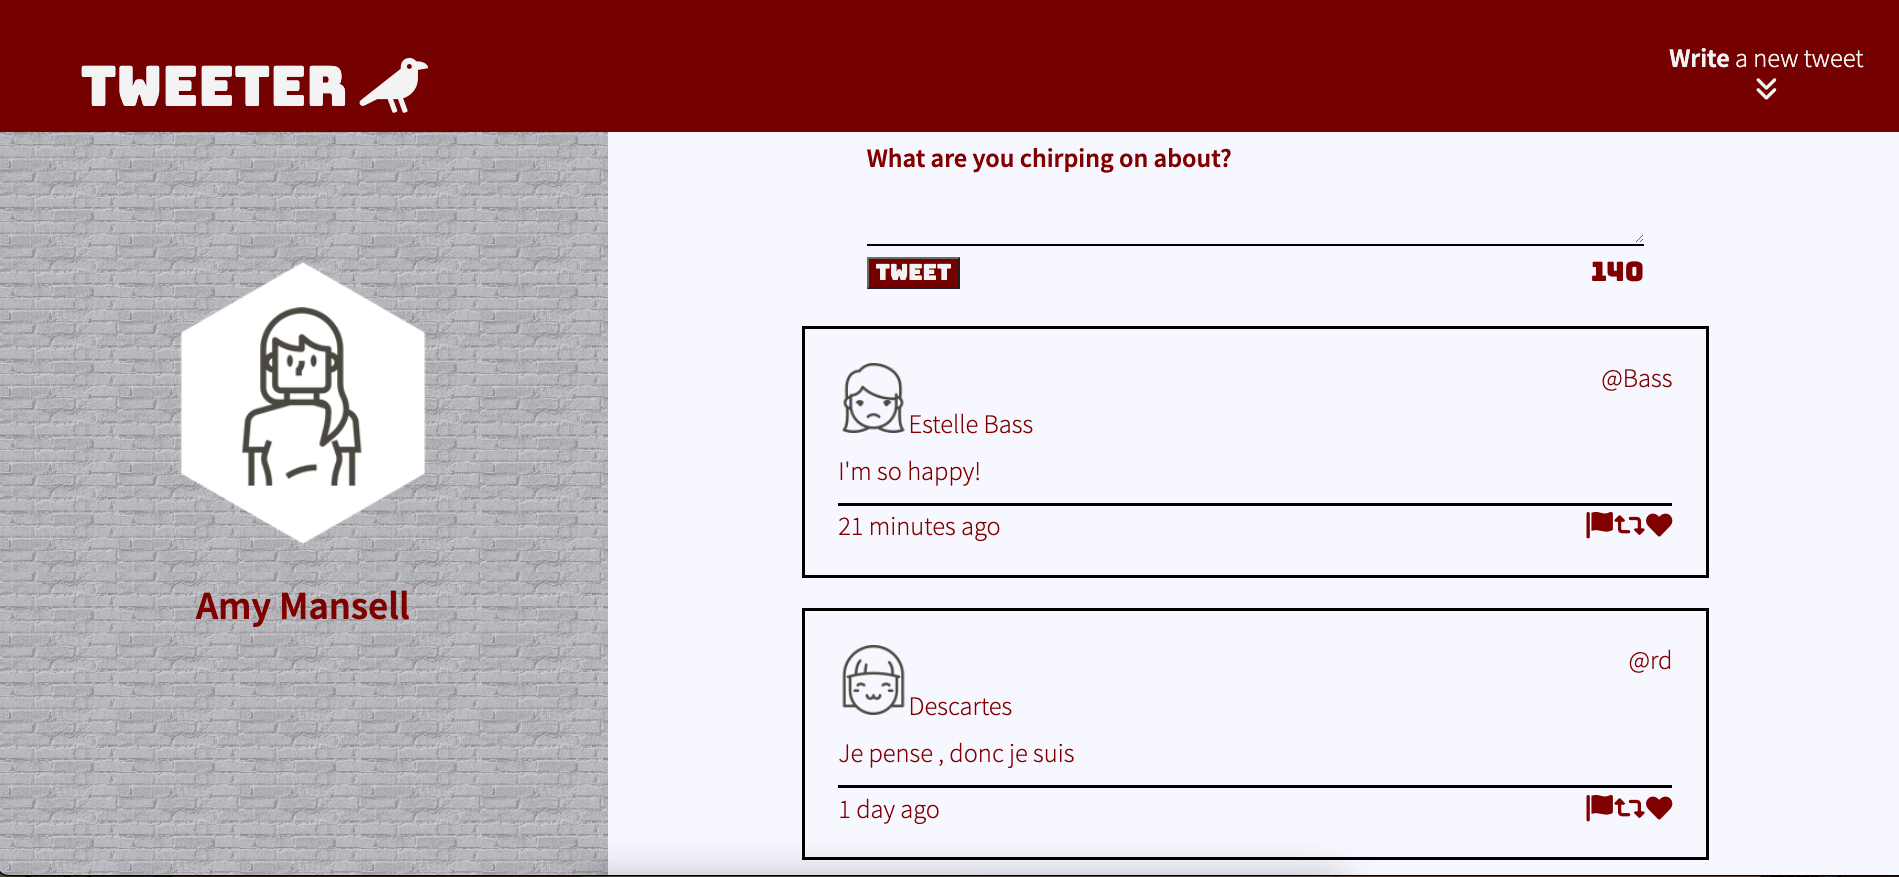 TWEETER
Write a new tweet
Amy Mansell
What are you chirping on about?
TWEET
140
@Bass
Estelle Bass
I'm so happy!
21 minutes ago
@rd
Descartes
Je pense , donc je suis
1 day ago